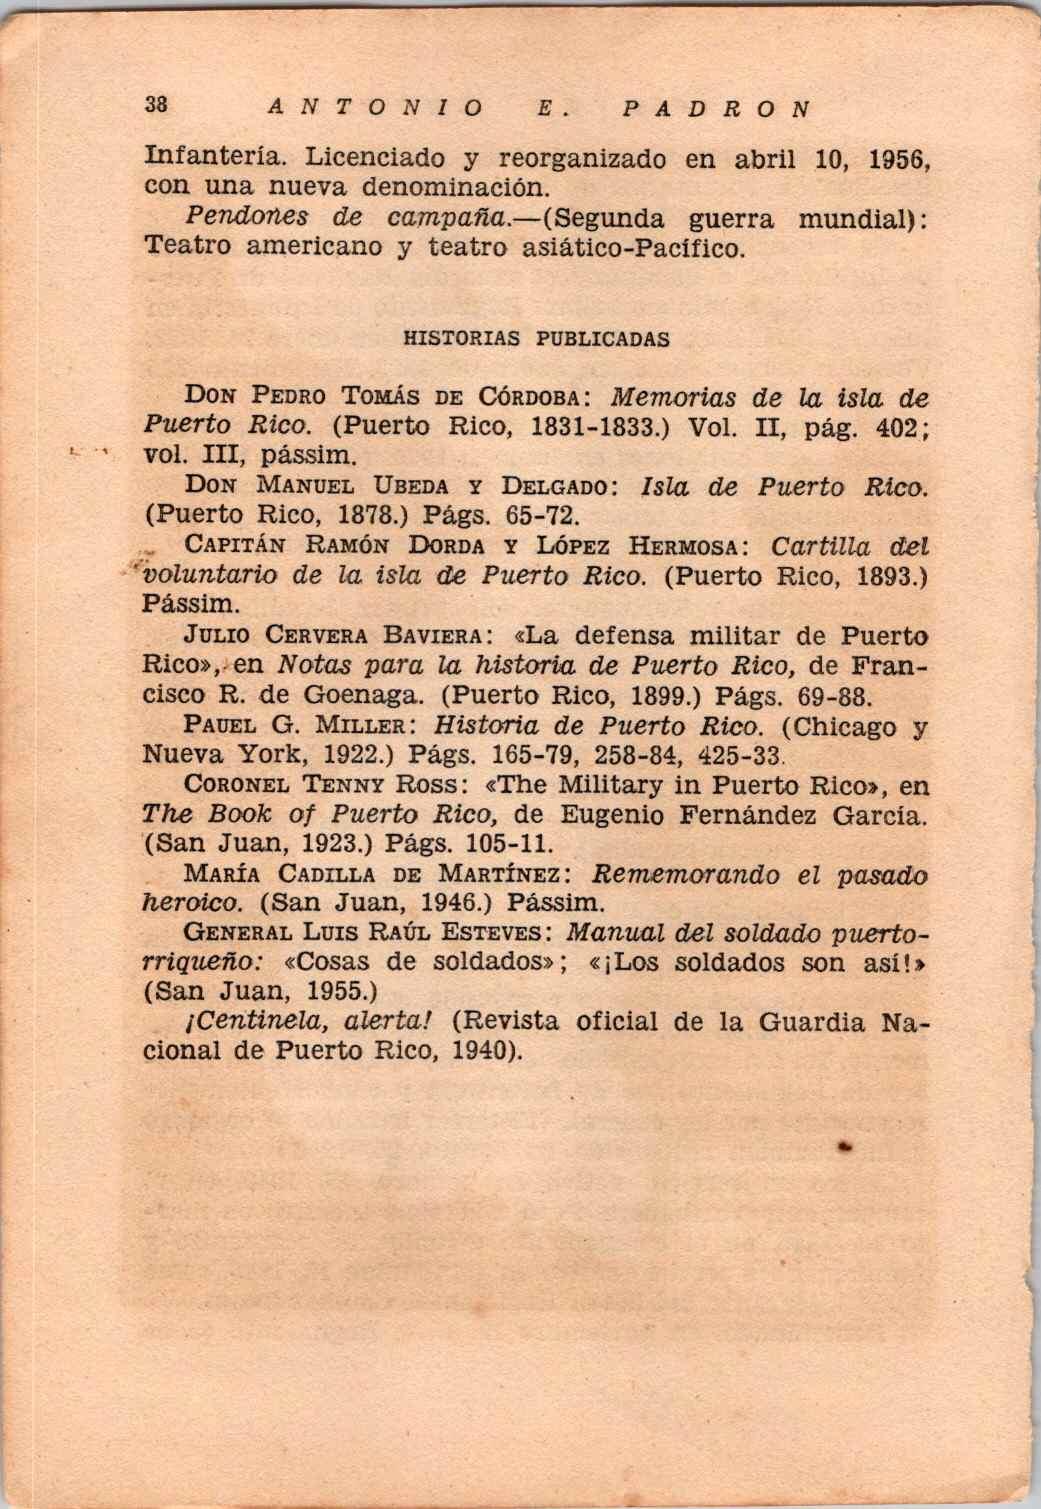 38 ANTONIO E. PADRON
Infantería. Licenciado y reorganizado en abril 10, 1956,
con una nueva denominación.
Pendones de campaña.—(Segunda guerra mundial):
Teatro americano y teatro asiático-Pacífico.
HISTORIAS PUBLICADAS
DON PEDRO TOMÁS DE CÓRDOBA: Memorias de la isla de
Puerto Rico. (Puerto Rico, 1831-1833.) Vol. II, pág. 402;
vol. III, pássim.
DON MANUEL UBEDA Y DELGADO: Isla de Puerto Rico.
(Puerto Rico, 1878.) Págs. 65-72.
CAPITÁN RAMÓN DORDA Y LÓPEZ HERMOSA: Cartilla del
voluntario de la isla de Puerto Rico. (Puerto Rico, 1893.)
Pássim.
JULIO CERVERA BAVIERA: «La defensa militar de Puerto
Rico», en Notas para la historia de Puerto Rico, de Fran-
cisco R. de Goenaga. (Puerto Rico, 1899.) Págs. 69-88.
PAUEL G. MILLER: Historia de Puerto Rico. (Chicago y
Nueva York, 1922.) Págs. 165-79, 258-84, 425-33.
CORONEL TENNY ROSS: «The Military in Puerto Rico», en
The Book of Puerto Rico, de Eugenio Fernández García.
(San Juan, 1923.) Págs. 105-11.
MARÍA CADILLA DE MARTÍNEZ: Rememorando el pasado
heroico. (San Juan, 1946.) Pássim.
GENERAL LUIS RAÚL ESTEVES: Manual del soldado puerto-
rriqueño: «Cosas de soldados»; «¡Los soldados son así!»
(San Juan, 1955.)
¡Centinela, alerta! (Revista oficial de la Guardia Na-
cional de Puerto Rico, 1940).